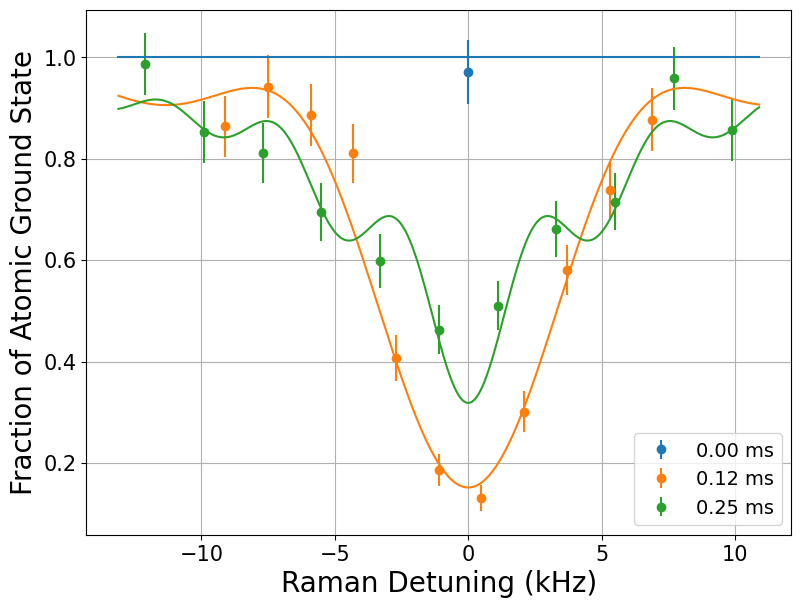 Fraction of Atomic Ground State
1.0
0.8
0.6
0.4
0.2
−10
−5
0
5
10
Raman Detuning (kHz)
0.00 ms
0.12 ms
0.25 ms